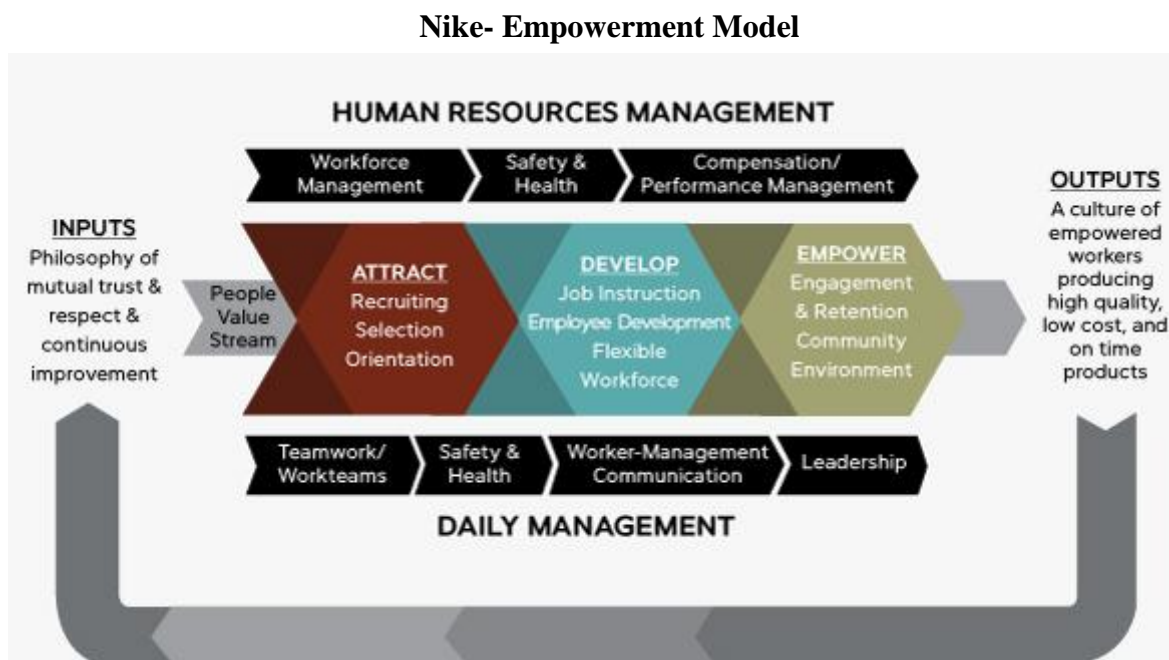 Nike- Empowerment Model
HUMAN RESOURCES MANAGEMENT
Workforce
Management
Safety &
Health
Compensation/
Performance Management
INPUTS
Philosophy of
mutual trust &
respect &
continuous
improvement
People
Value
Stream
ATTRACT
Recruiting
Selection
Orientation
DEVELOP
Job Instruction
Employee Development
Flexible
Workforce
EMPOWER
Engagement
& Retention
Community
Environment
OUTPUTS
A culture of
empowered
workers
producing
high quality,
low cost, and
on time
products
Teamwork/
Workteams
Safety &
Health
Worker-Management
Communication
Leadership
DAILY MANAGEMENT